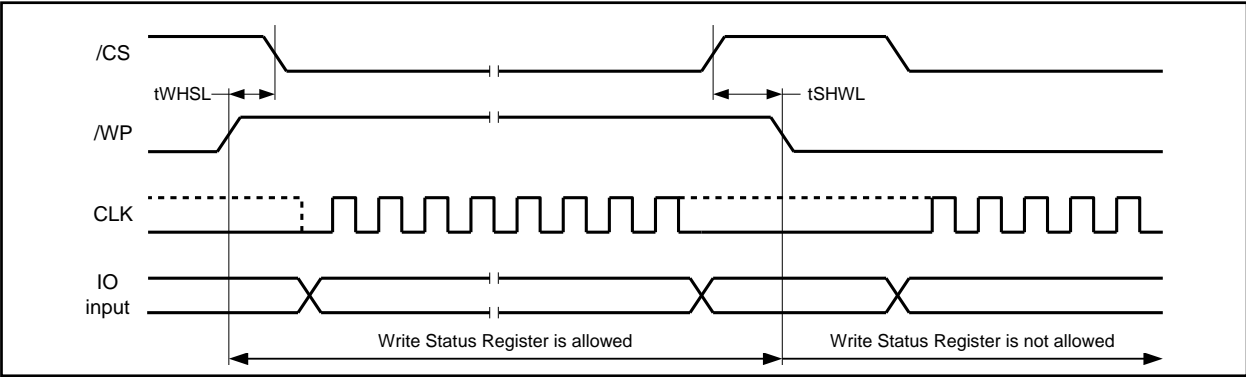 /CS
tWHSL
tSHWL
/WP
CLK
IO
input
Write Status Register is allowed
Write Status Register is not allowed